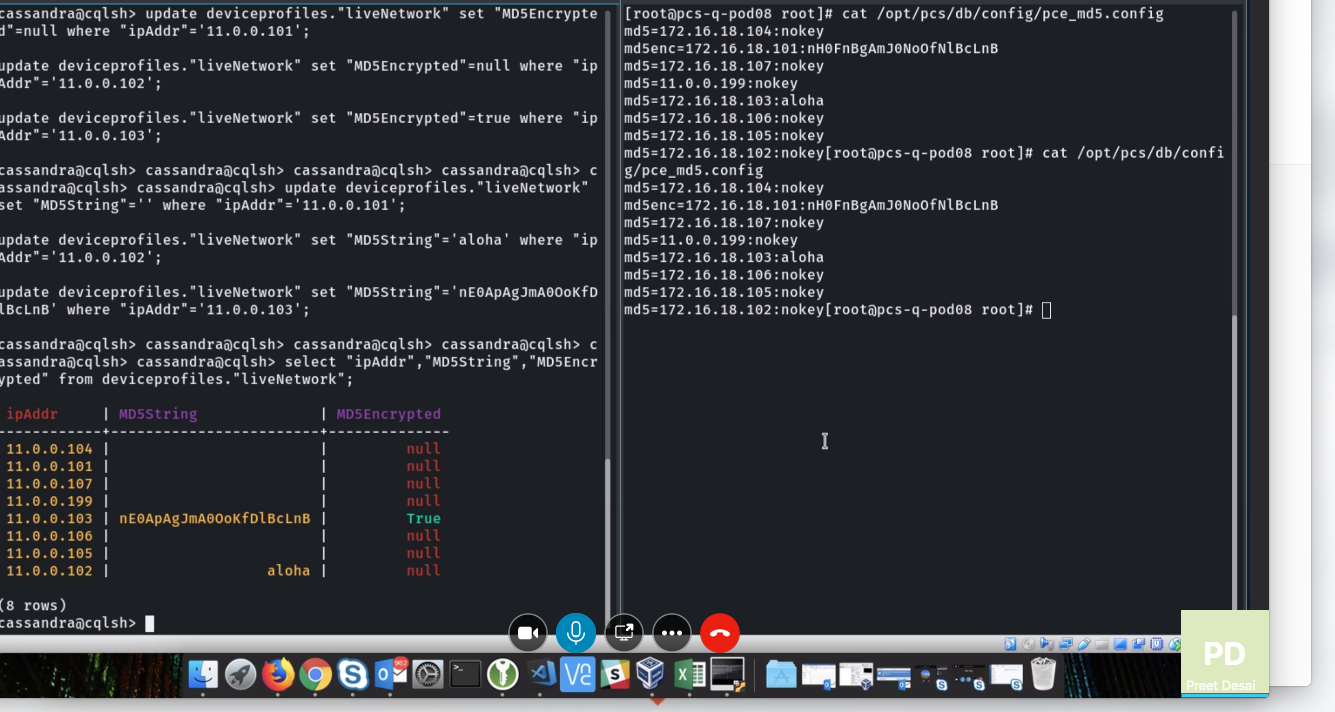 cassandra@cqlsh> update deviceprofiles."liveNetwork" set "MD5Encrypte
d"=null where "ipAddr"='11.0.0.101';
update deviceprofiles."liveNetwork" set "MD5Encrypted"=null where "ip
Addr"='11.0.0.102';
update deviceprofiles."liveNetwork" set "MD5Encrypted"=true where "ip
Addr"='11.0.0.103';
cassandra@cqlsh> cassandra@cqlsh> cassandra@cqlsh> cassandra@cqlsh> c
assandra@cqlsh> cassandra@cqlsh> update deviceprofiles."liveNetwork"
set "MD5String"='' where "ipAddr"='11.0.0.101';
update deviceprofiles."liveNetwork" set "MD5String"='aloha' where "ip
Addr"='11.0.0.102';
update deviceprofiles."liveNetwork" set "MD5String"='nE0ApAgJmA0OoKfD
lBcLnB' where "ipAddr"='11.0.0.103';
cassandra@cqlsh> cassandra@cqlsh> cassandra@cqlsh> cassandra@cqlsh> c
assandra@cqlsh> cassandra@cqlsh> select "ipAddr","MD5String","MD5Encr
ypted" from deviceprofiles."liveNetwork";
ipAddr | MD5String | MD5Encrypted
------------+------------------------+--------------
11.0.0.104 | | null
11.0.0.101 | | null
11.0.0.107 | | null
11.0.0.199 | | null
11.0.0.103 | nE0ApAgJmA0OoKfDlBcLnB | True
11.0.0.106 | | null
11.0.0.105 | | null
11.0.0.102 | aloha | null
(8 rows)
cassandra@cqlsh>
[root@pcs-q-pod08 root]# cat /opt/pcs/db/config/pce_md5.config
md5=172.16.18.104:nokey
md5enc=172.16.18.101:nH0FnBgAmJ0NoOfNlBcLnB
md5=172.16.18.107:nokey
md5=11.0.0.199:nokey
md5=172.16.18.103:aloha
md5=172.16.18.106:nokey
md5=172.16.18.105:nokey
md5=172.16.18.102:nokey[root@pcs-q-pod08 root]# cat /opt/pcs/db/confi
g/pce_md5.config
md5=172.16.18.104:nokey
md5enc=172.16.18.101:nH0FnBgAmJ0NoOfNlBcLnB
md5=172.16.18.107:nokey
md5=11.0.0.199:nokey
md5=172.16.18.103:aloha
md5=172.16.18.106:nokey
md5=172.16.18.105:nokey
md5=172.16.18.102:nokey[root@pcs-q-pod08 root]#
PD
Preet Desai